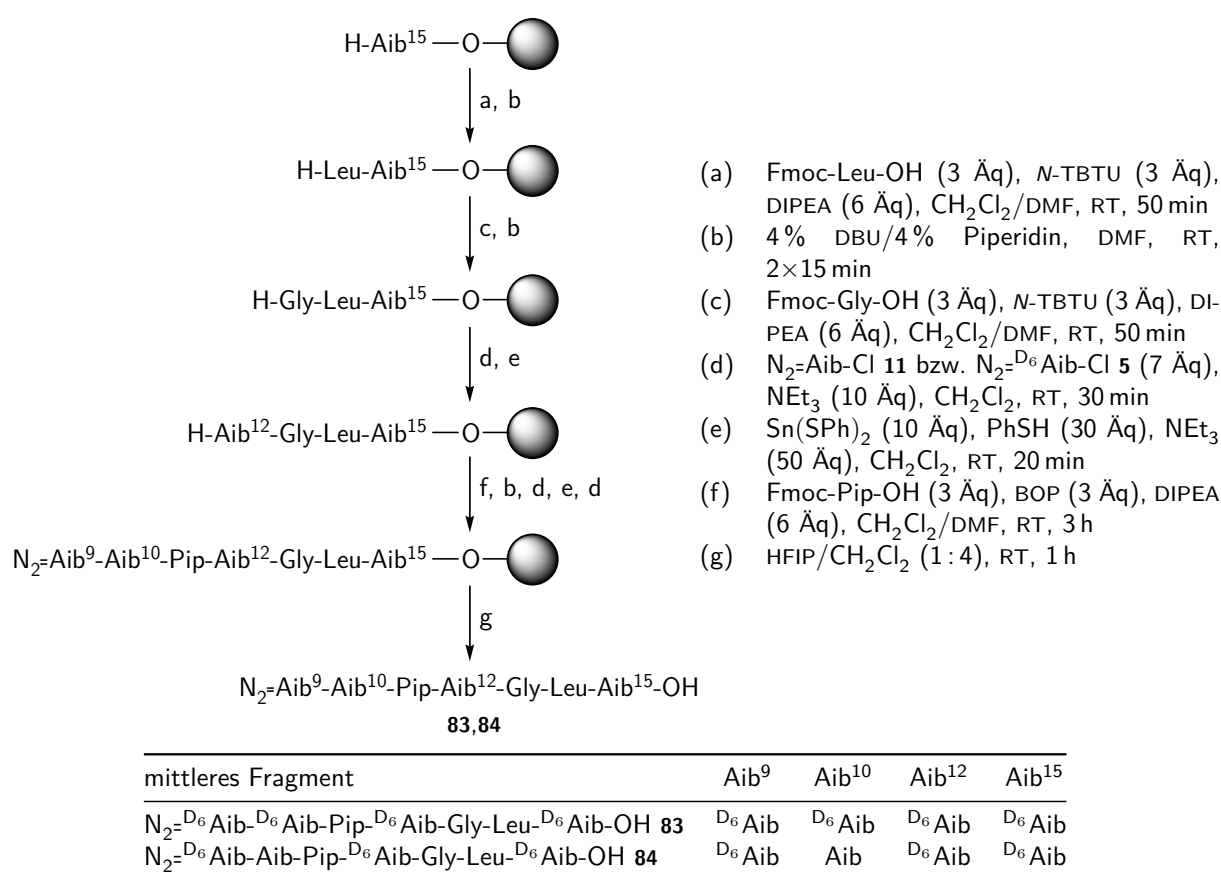 H-Aib¹⁵—O—
a, b
H-Leu-Aib¹⁵—O—
c, b
H-Gly-Leu-Aib¹⁵—O—
d, e
H-Aib¹²-Gly-Leu-Aib¹⁵—O—
f, b, d, e, d
N₂=Aib⁹-Aib¹⁰-Pip-Aib¹²-Gly-Leu-Aib¹⁵—O—
g
N₂=Aib⁹-Aib¹⁰-Pip-Aib¹²-Gly-Leu-Aib¹⁵-OH
83,84
(a) Fmoc-Leu-OH (3 Äq), N-TBTU (3 Äq),
DIPEA (6 Äq), CH₂Cl₂/DMF, RT, 50 min
(b) 4 % DBU/4 % Piperidin, DMF, RT,
2×15 min
(c) Fmoc-Gly-OH (3 Äq), N-TBTU (3 Äq), DI-
PEA (6 Äq), CH₂Cl₂/DMF, RT, 50 min
(d) N₂=Aib-Cl 11 bzw. N₂=ᴰ⁶Aib-Cl 5 (7 Äq),
NEt₃ (10 Äq), CH₂Cl₂, RT, 30 min
(e) Sn(SPh)₂ (10 Äq), PhSH (30 Äq), NEt₃
(50 Äq), CH₂Cl₂, RT, 20 min
(f) Fmoc-Pip-OH (3 Äq), BOP (3 Äq), DIPEA
(6 Äq), CH₂Cl₂/DMF, RT, 3 h
(g) HFIP/CH₂Cl₂ (1 : 4), RT, 1 h
mittleres Fragment Aib⁹ Aib¹⁰ Aib¹² Aib¹⁵
N₂=ᴰ⁶Aib-ᴰ⁶Aib-Pip-ᴰ⁶Aib-Gly-Leu-ᴰ⁶Aib-OH 83 ᴰ⁶Aib ᴰ⁶Aib ᴰ⁶Aib ᴰ⁶Aib
N₂=ᴰ⁶Aib-Aib-Pip-ᴰ⁶Aib-Gly-Leu-ᴰ⁶Aib-OH 84 ᴰ⁶Aib Aib ᴰ⁶Aib ᴰ⁶Aib